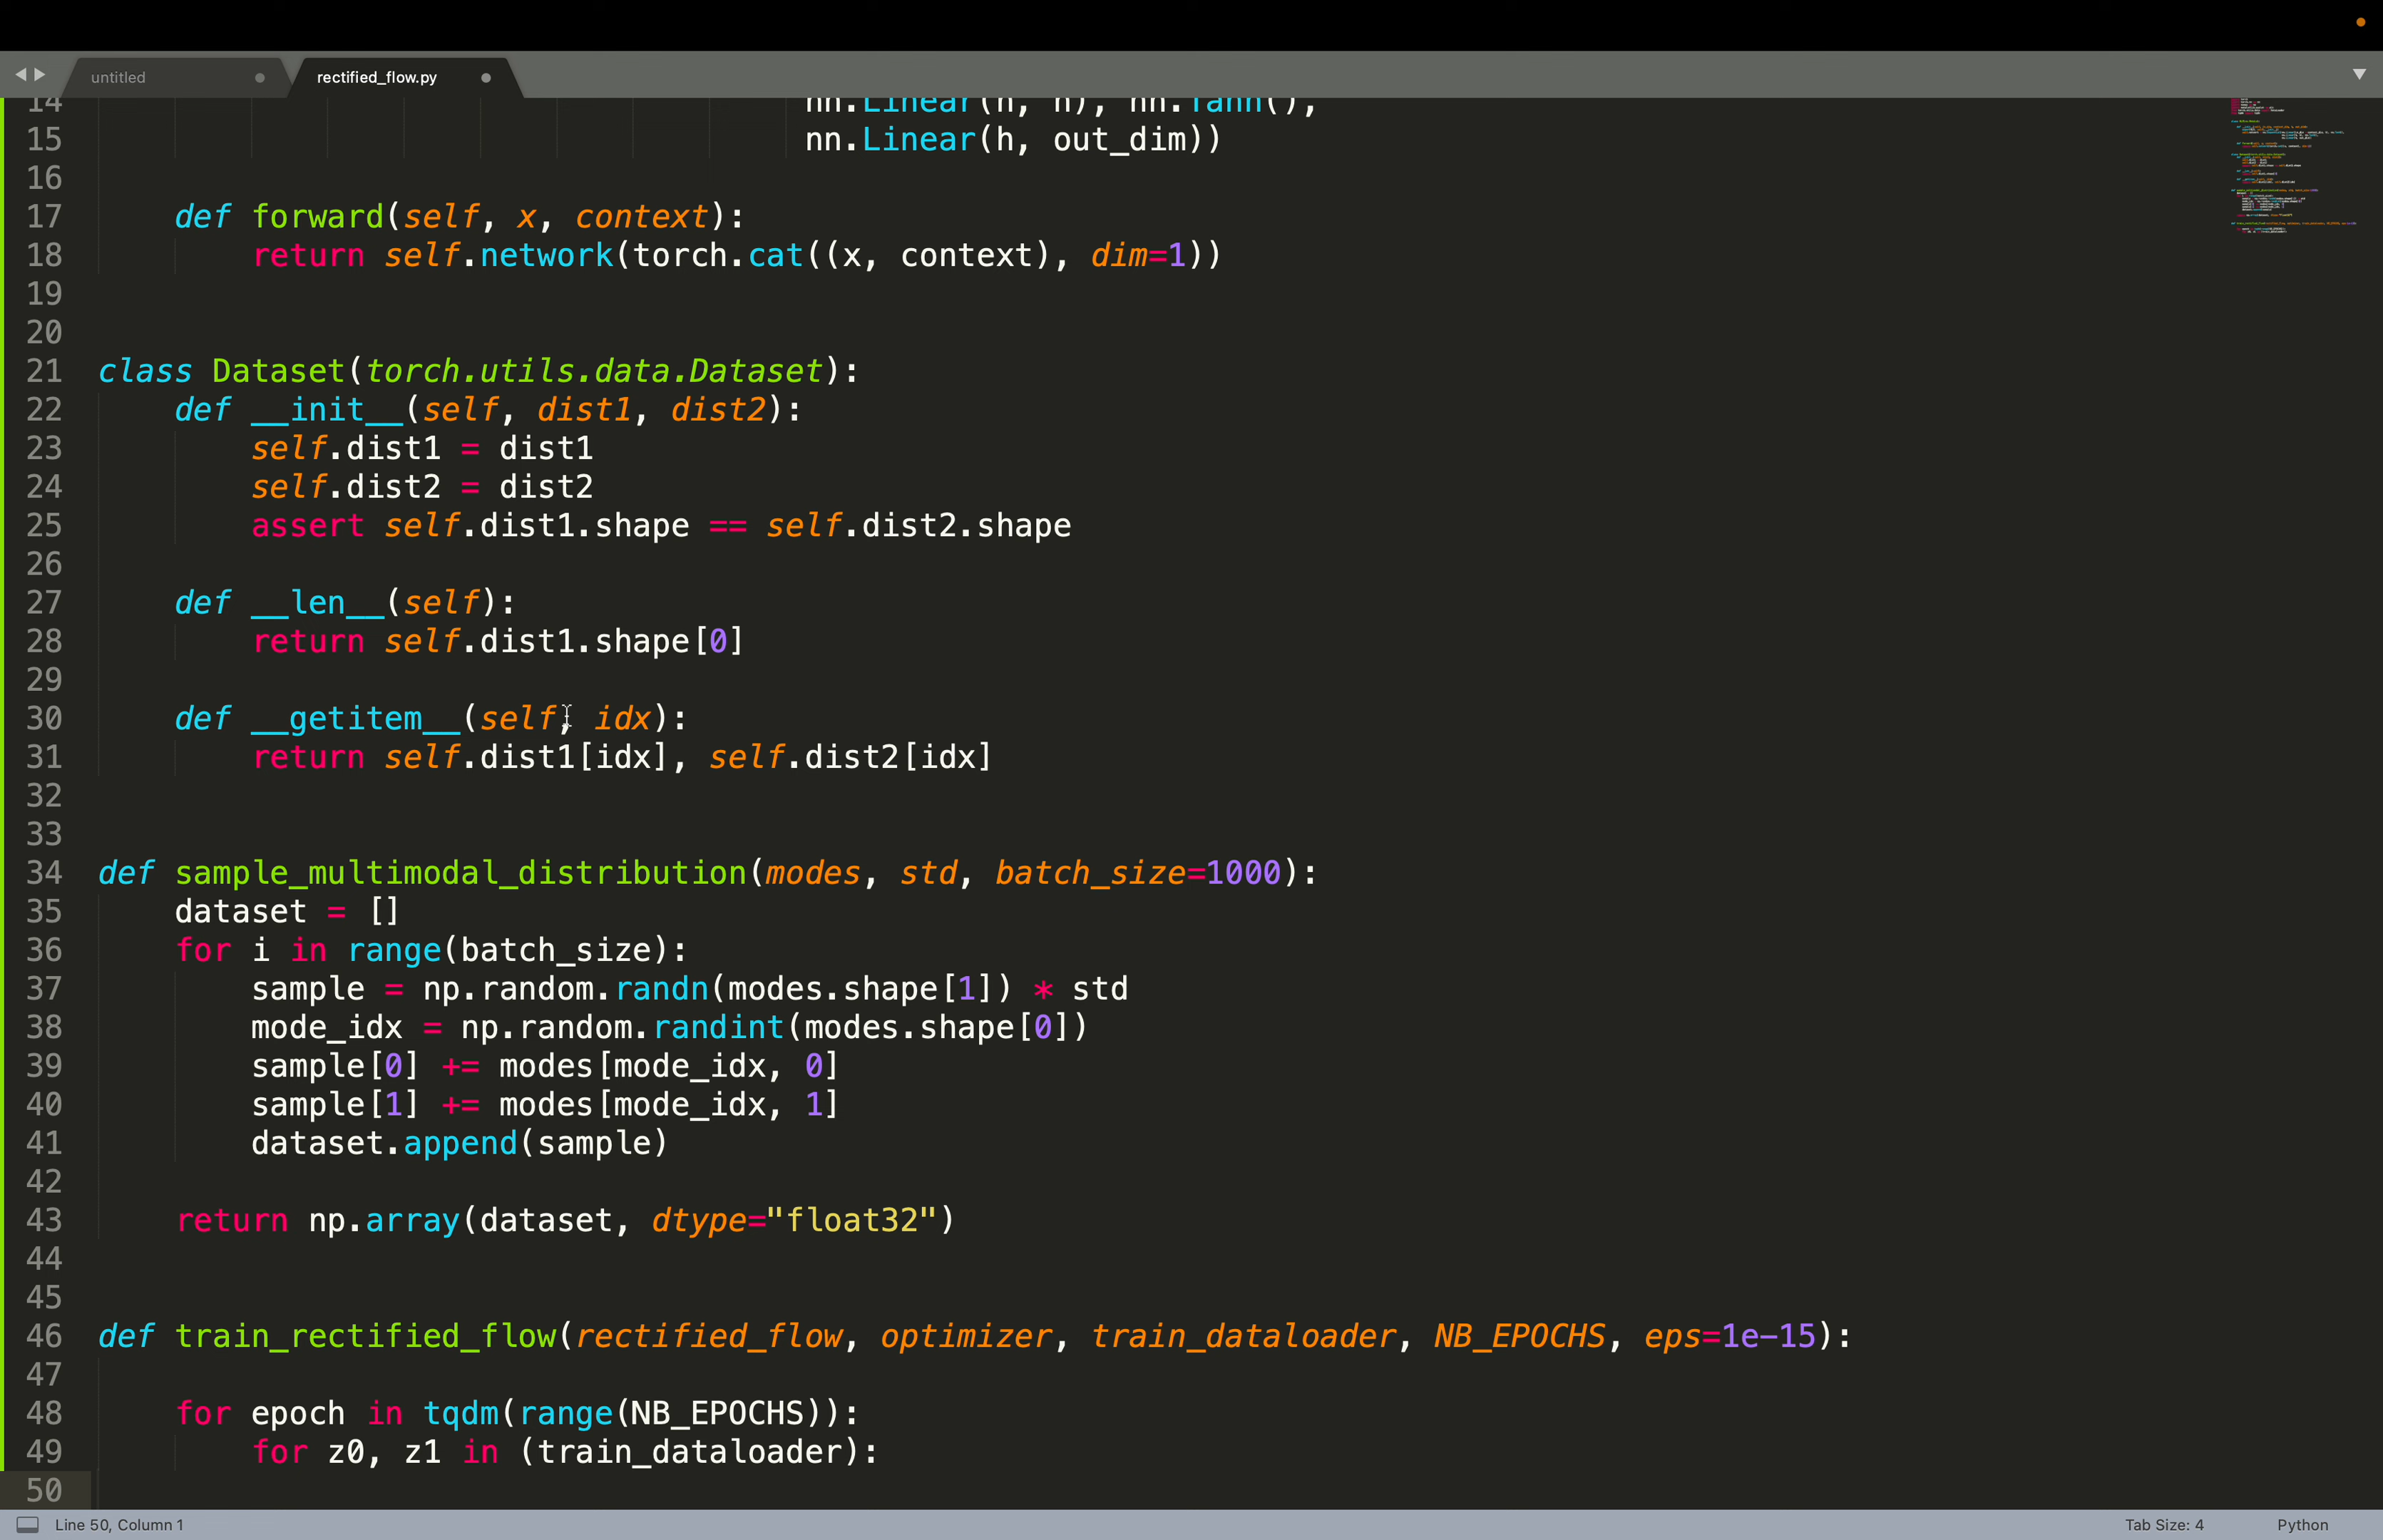 untitled
rectified_flow.py
14 nn.Linear(h, h), nn.Tanh(),
15 nn.Linear(h, out_dim))
16
17 def forward(self, x, context):
18 return self.network(torch.cat((x, context), dim=1))
19
20
21 class Dataset(torch.utils.data.Dataset):
22 def __init__(self, dist1, dist2):
23 self.dist1 = dist1
24 self.dist2 = dist2
25 assert self.dist1.shape == self.dist2.shape
26
27 def __len__(self):
28 return self.dist1.shape[0]
29
30 def __getitem__(self, idx):
31 return self.dist1[idx], self.dist2[idx]
32
33
34 def sample_multimodal_distribution(modes, std, batch_size=1000):
35 dataset = []
36 for i in range(batch_size):
37 sample = np.random.randn(modes.shape[1]) * std
38 mode_idx = np.random.randint(modes.shape[0])
39 sample[0] += modes[mode_idx, 0]
40 sample[1] += modes[mode_idx, 1]
41 dataset.append(sample)
42
43 return np.array(dataset, dtype="float32")
44
45
46 def train_rectified_flow(rectified_flow, optimizer, train_dataloader, NB_EPOCHS, eps=1e-15):
47
48 for epoch in tqdm(range(NB_EPOCHS)):
49 for z0, z1 in (train_dataloader):
50
Line 50, Column 1
Tab Size: 4
Python